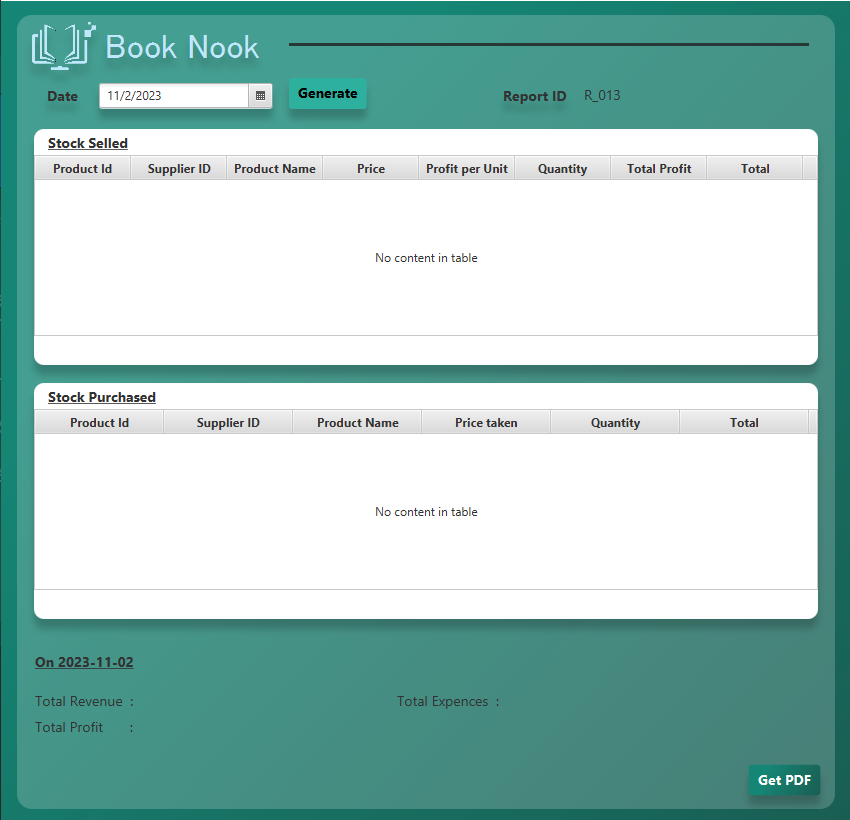 Book Nook
Date 11/2/2023 Generate Report ID R_013
Stock Selled
Product Id Supplier ID Product Name Price Profit per Unit Quantity Total Profit Total
No content in table
Stock Purchased
Product Id Supplier ID Product Name Price taken Quantity Total
No content in table
On 2023-11-02
Total Revenue : Total Expences :
Total Profit :
Get PDF